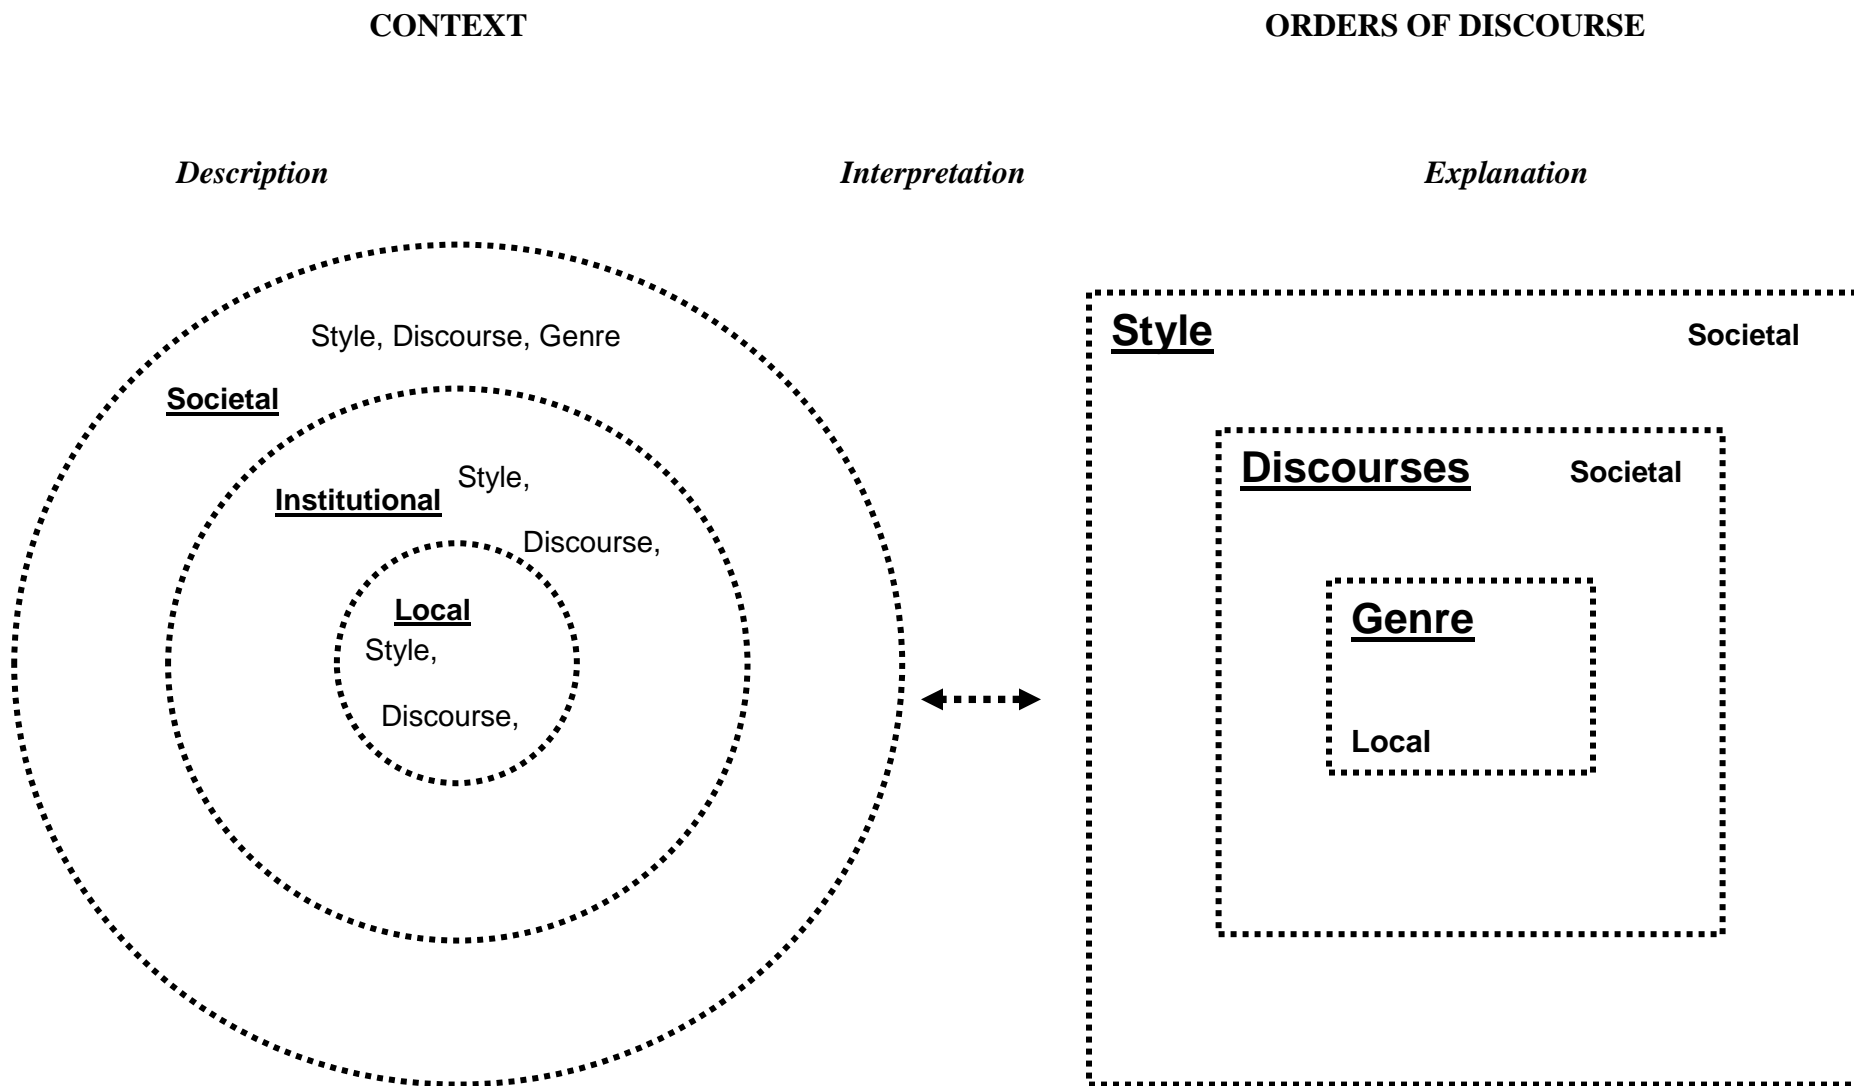 CONTEXT
ORDERS OF DISCOURSE
Description
Interpretation
Explanation
Style, Discourse, Genre
Societal
Institutional
Style,
Discourse,
Local
Style,
Discourse,
Style
Societal
Discourses
Societal
Genre
Local